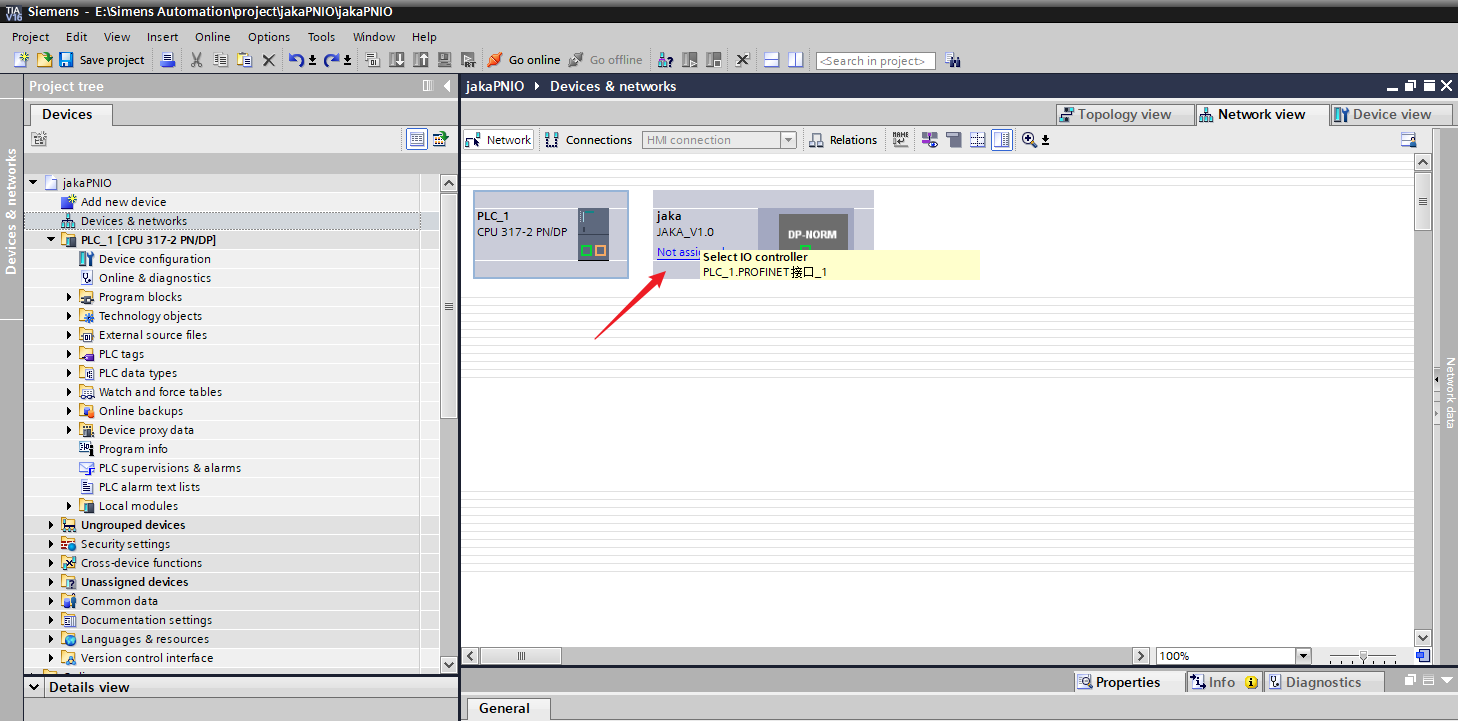 TIA V16 Siemens - E:\Simens Automation\project\jakaPNIO\jakaPNIO
Project Edit View Insert Online Options Tools Window Help
Save project Go online Go offline <Search in project>
Project tree
jakaPNIO Devices & networks
Devices
Topology view Network view Device view
Network Connections HMI connection Relations
Devices & networks
jakaPNIO
Add new device
Devices & networks
PLC_1 [CPU 317-2 PN/DP]
Device configuration
Online & diagnostics
Program blocks
Technology objects
External source files
PLC tags
PLC data types
Watch and force tables
Online backups
Device proxy data
Program info
PLC supervisions & alarms
PLC alarm text lists
Local modules
Ungrouped devices
Security settings
Cross-device functions
Unassigned devices
Common data
Documentation settings
Languages & resources
Version control interface
Details view
PLC_1
CPU 317-2 PN/DP
jaka
JAKA_V1.0
DP-NORM
Not assi
Select IO controller
PLC_1.PROFINET接口_1
Network data
100%
Properties Info Diagnostics
General